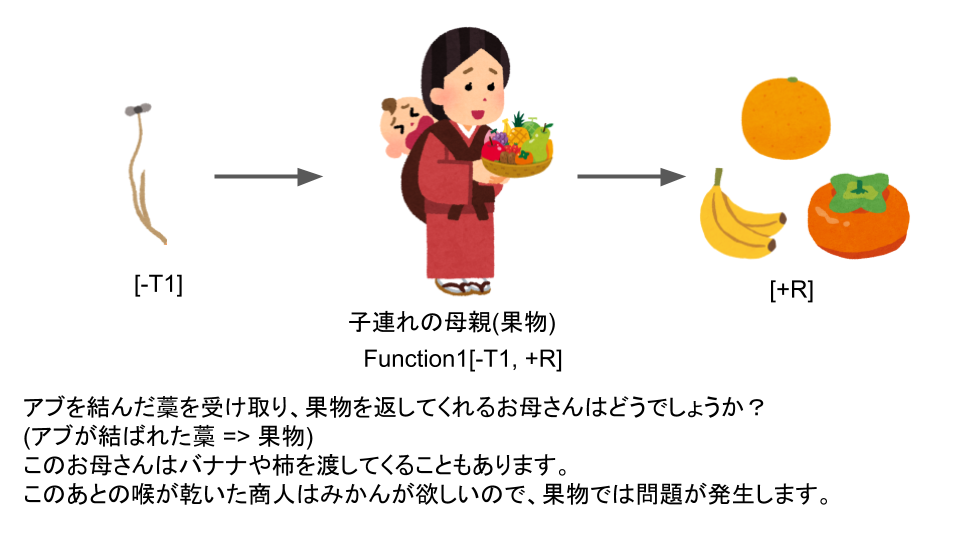 [-T1]
[+R]
子連れの母親(果物)
Function1[-T1, +R]
アブを結んだ藁を受け取り、果物を返してくれるお母さんはどうでしょうか？
(アブが結ばれた藁 => 果物)
このお母さんはバナナや柿を渡してくることもあります。
このあとの喉が乾いた商人はみかんが欲しいので、果物では問題が発生します。